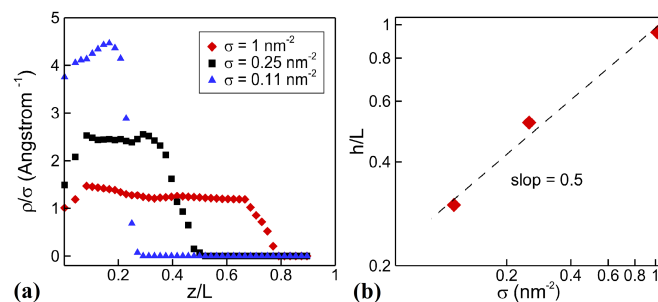 5
4
3
2
1
0
ρ/σ (Angstrom⁻¹)
σ = 1 nm⁻²
σ = 0.25 nm⁻²
σ = 0.11 nm⁻²
0.2 0.4 0.6 0.8 1
z/L
(a)
1
0.8
0.6
0.4
0.2
h/L
slop = 0.5
0.2 0.4 0.6 0.8 1
σ (nm⁻²)
(b)